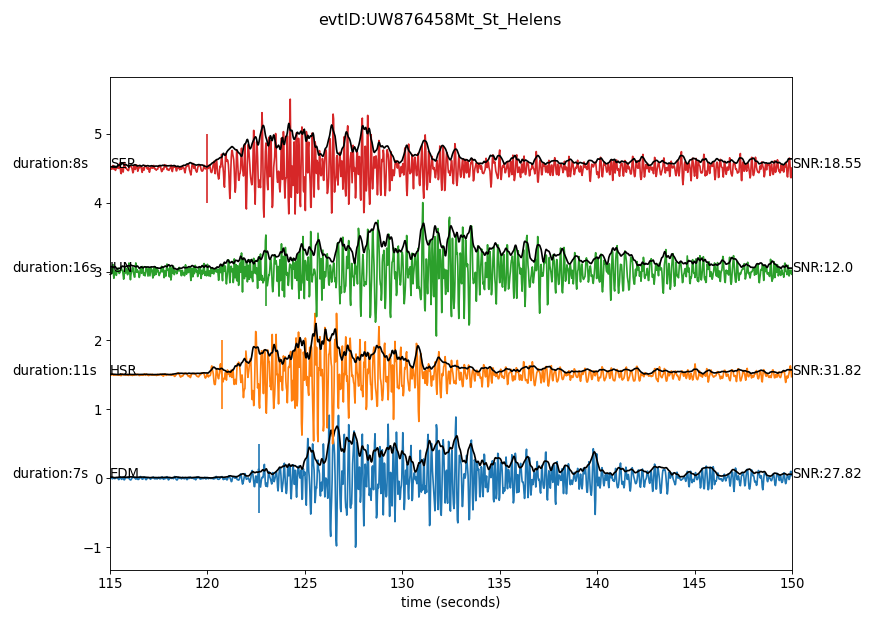 evtID:UW876458Mt_St_Helens
5
duration:8s SEP SNR:18.55
4
duration:16s 3 JUN SNR:12.0
2
duration:11s HSR SNR:31.82
1
duration:7s 0 EDM SNR:27.82
−1
115 120 125 130 135 140 145 150
time (seconds)